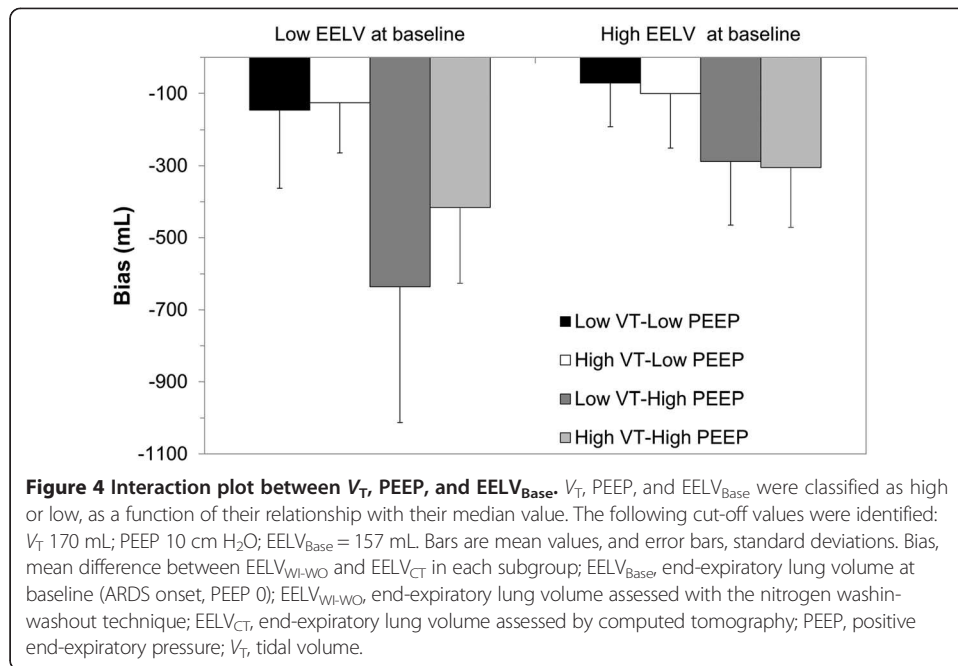 Low EELV at baseline
High EELV at baseline
-100
-300
-500
-700
-900
-1100
Bias (mL)
Low VT-Low PEEP
High VT-Low PEEP
Low VT-High PEEP
High VT-High PEEP
Figure 4 Interaction plot between VT, PEEP, and EELVBase. VT, PEEP, and EELVBase were classified as high
or low, as a function of their relationship with their median value. The following cut-off values were identified:
VT 170 mL; PEEP 10 cm H2O; EELVBase = 157 mL. Bars are mean values, and error bars, standard deviations. Bias,
mean difference between EELVWI-WO and EELVCT in each subgroup; EELVBase, end-expiratory lung volume at
baseline (ARDS onset, PEEP 0); EELVWI-WO, end-expiratory lung volume assessed with the nitrogen washin-
washout technique; EELVCT, end-expiratory lung volume assessed by computed tomography; PEEP, positive
end-expiratory pressure; VT, tidal volume.